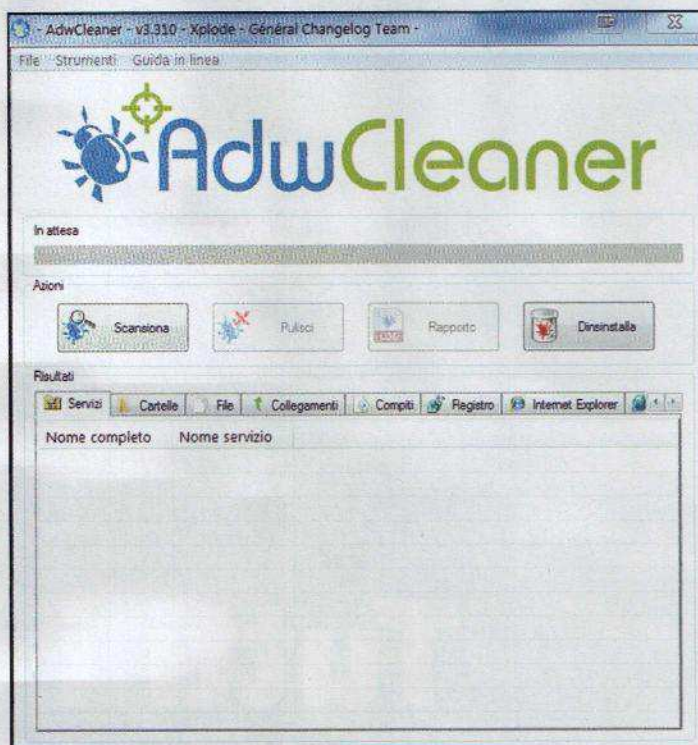 - AdwCleaner - v3.310 - Xplode - Général Changelog Team -
File Strumenti Guida in linea
AdwCleaner
In attesa
Azioni
Scansiona Pulisci Rapporto Dinsinstalla
Risultati
Servizi Cartelle File Collegamenti Compiti Registro Internet Explorer
Nome completo Nome servizio